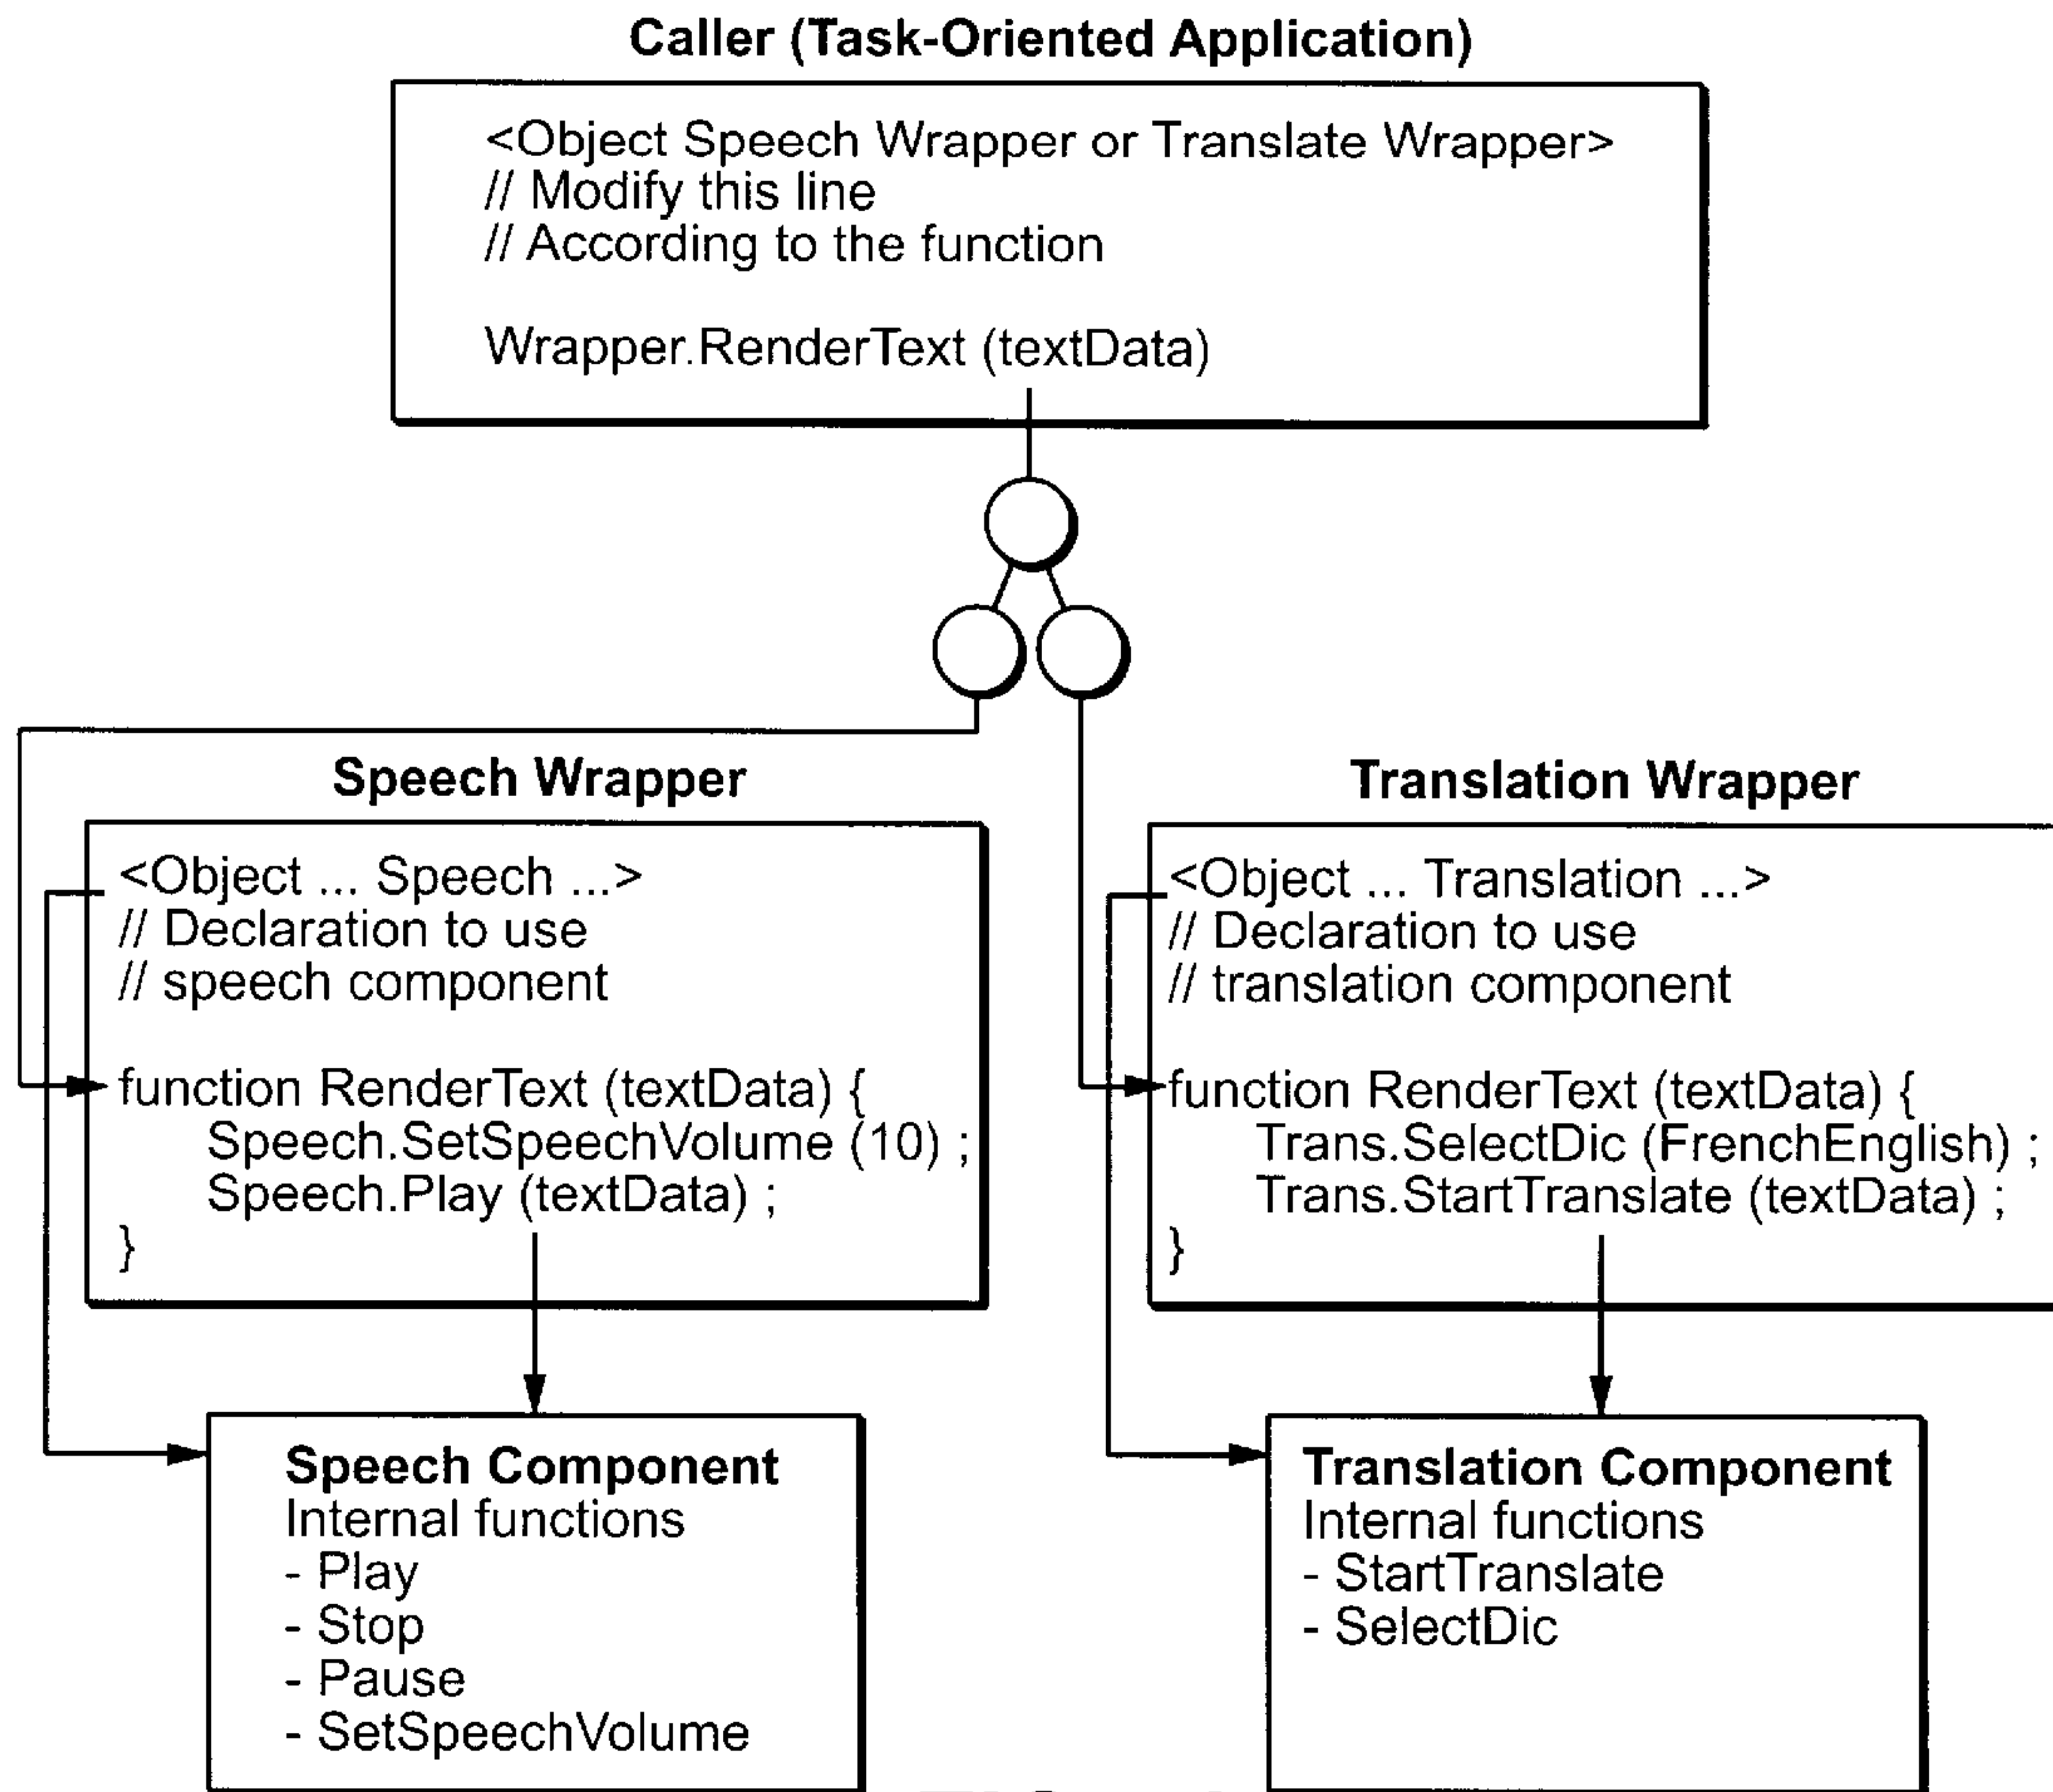 Caller (Task-Oriented Application)
<Object Speech Wrapper or Translate Wrapper>
// Modify this line
// According to the function
Wrapper.RenderText (textData)
Speech Wrapper
<Object ... Speech ...>
// Declaration to use
// speech component
function RenderText (textData) {
Speech.SetSpeechVolume (10) ;
Speech.Play (textData) ;
}
Translation Wrapper
<Object ... Translation ...>
// Declaration to use
// translation component
function RenderText (textData) {
Trans.SelectDic (FrenchEnglish) ;
Trans.StartTranslate (textData) ;
}
Speech Component
Internal functions
- Play
- Stop
- Pause
- SetSpeechVolume
Translation Component
Internal functions
- StartTranslate
- SelectDic